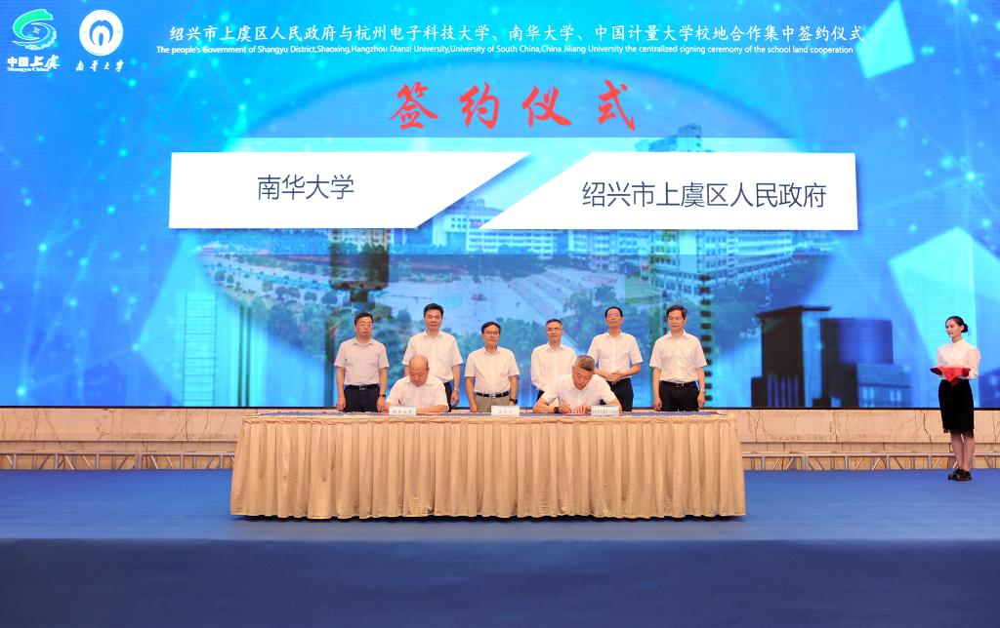 中国上虞
Shangyu China
南华大学
绍兴市上虞区人民政府与杭州电子科技大学、南华大学、中国计量大学校地合作集中签约仪式
The people's Government of Shangyu District,Shaoxing,Hangzhou Dianzi University,University of South China,China Jiliang University the centralized signing ceremony of the school land cooperation
签约仪式
南华大学
绍兴市上虞区人民政府